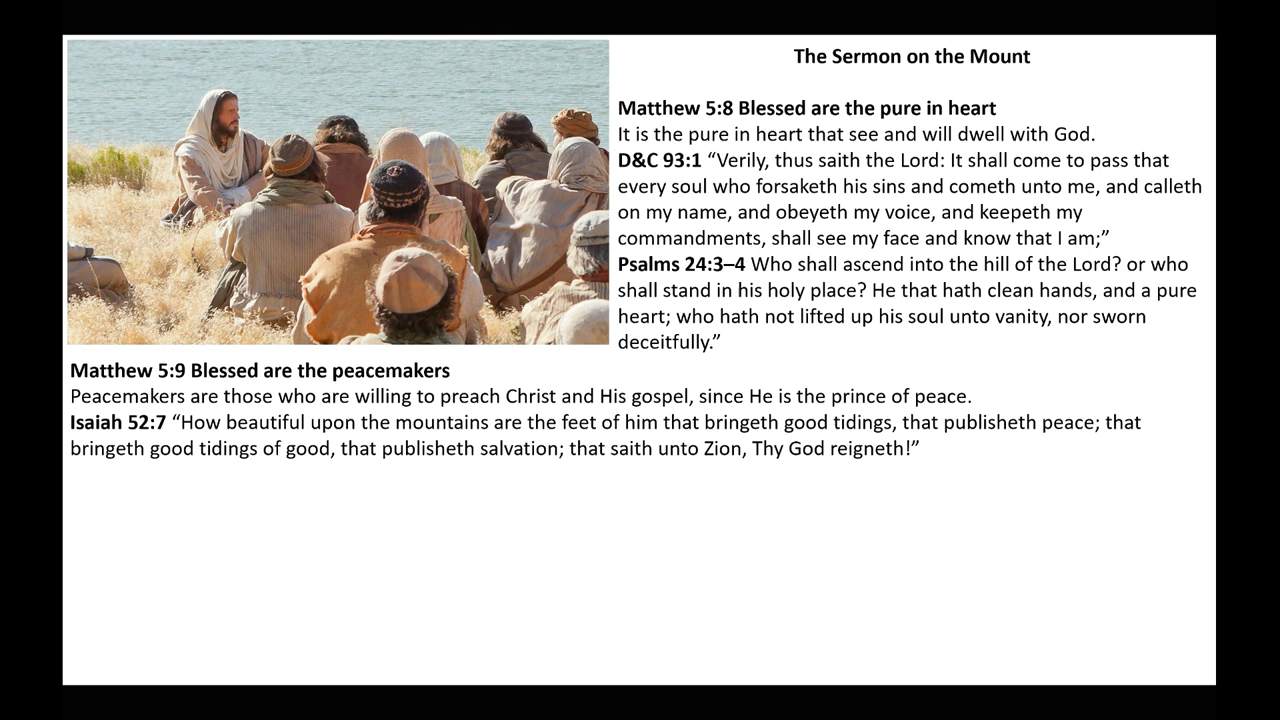 The Sermon on the Mount
Matthew 5:8 Blessed are the pure in heart
It is the pure in heart that see and will dwell with God.
D&C 93:1 “Verily, thus saith the Lord: It shall come to pass that
every soul who forsaketh his sins and cometh unto me, and calleth
on my name, and obeyeth my voice, and keepeth my
commandments, shall see my face and know that I am;”
Psalms 24:3–4 Who shall ascend into the hill of the Lord? or who
shall stand in his holy place? He that hath clean hands, and a pure
heart; who hath not lifted up his soul unto vanity, nor sworn
deceitfully.”
Matthew 5:9 Blessed are the peacemakers
Peacemakers are those who are willing to preach Christ and His gospel, since He is the prince of peace.
Isaiah 52:7 “How beautiful upon the mountains are the feet of him that bringeth good tidings, that publisheth peace; that
bringeth good tidings of good, that publisheth salvation; that saith unto Zion, Thy God reigneth!”